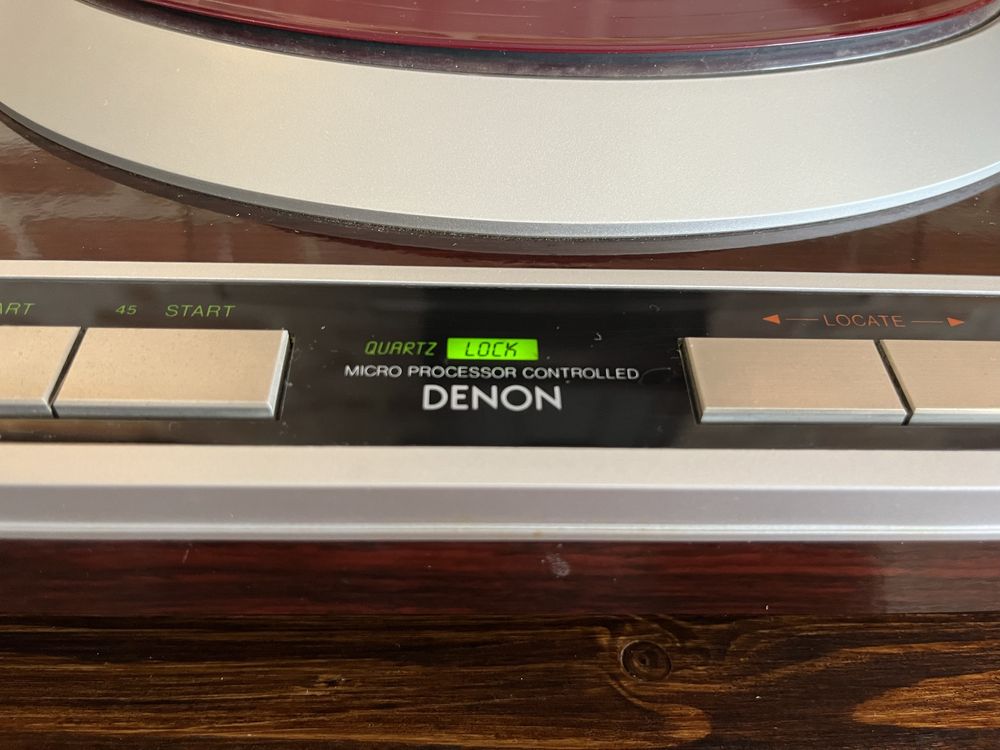 45 START
LOCATE
QUARTZ LOCK
MICRO PROCESSOR CONTROLLED
DENON